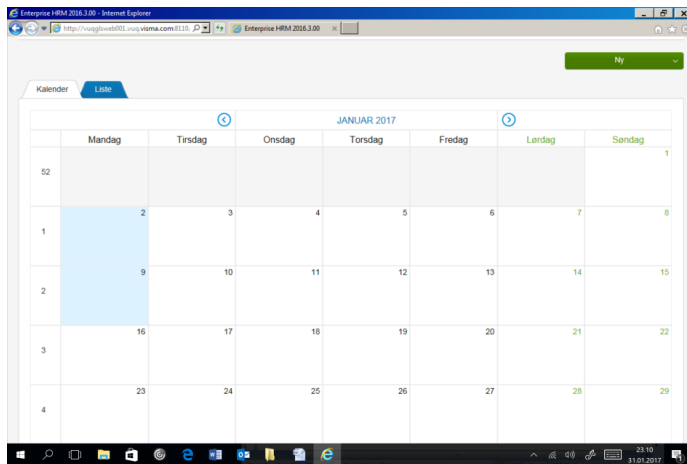 Enterprise HRM 2016.3.00 - Internet Explorer
http://vuqglsweb001.vuq.visma.com:8110. Enterprise HRM 2016.3.00
Ny
Kalender Liste
JANUAR 2017
Mandag Tirsdag Onsdag Torsdag Fredag Lørdag Søndag
52 1
1 2 3 4 5 6 7 8
2 9 10 11 12 13 14 15
3 16 17 18 19 20 21 22
4 23 24 25 26 27 28 29
23.10
31.01.2017